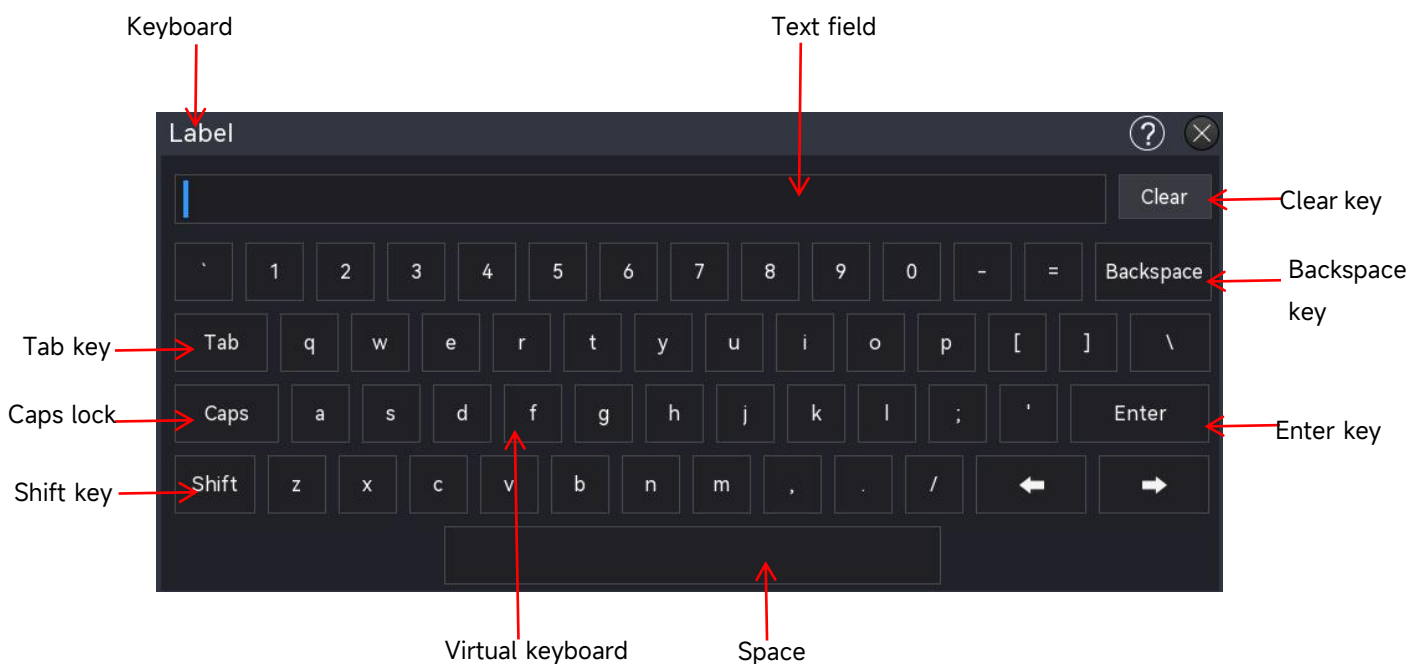 Keyboard
Text field
Label
?
Clear
Clear key
` 1 2 3 4 5 6 7 8 9 0 - = Backspace
Backspace
key
Tab key
Tab q w e r t y u i o p [ ] \
Caps lock
Caps a s d f g h j k l ; ' Enter
Enter key
Shift key
Shift z x c v b n m , . /
Virtual keyboard
Space